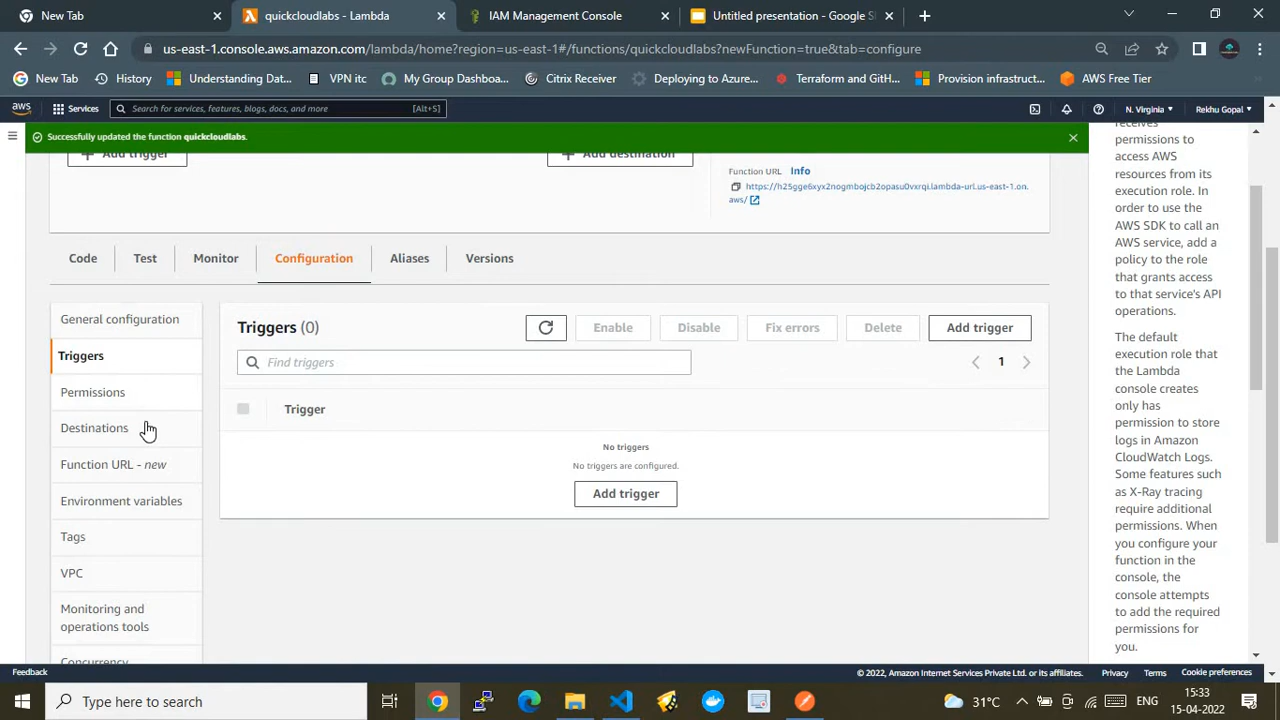 New Tab
quickcloudlabs - Lambda
IAM Management Console
Untitled presentation - Google S
us-east-1.console.aws.amazon.com/lambda/home?region=us-east-1#/functions/quickcloudlabs?newFunction=true&tab=configure
New Tab
History
Understanding Dat...
VPN itc
My Group Dashboa...
Citrix Receiver
Deploying to Azure...
Terraform and GitH...
Provision infrastruct...
AWS Free Tier
aws
Services
Search for services, features, blogs, docs, and more
[Alt+S]
N. Virginia
Rekhu Gopal
Successfully updated the function quickcloudlabs.
Add trigger
Add destination
Function URL Info
https://h25gge6xyx2nogmbojcb2opasu0vxrqi.lambda-url.us-east-1.on.
aws/
Code
Test
Monitor
Configuration
Aliases
Versions
General configuration
Triggers
Permissions
Destinations
Function URL - new
Environment variables
Tags
VPC
Monitoring and
operations tools
Concurrency
Triggers (0)
Enable
Disable
Fix errors
Delete
Add trigger
Find triggers
1
Trigger
No triggers
No triggers are configured.
Add trigger
receives
permissions to
access AWS
resources from its
execution role. In
order to use the
AWS SDK to call an
AWS service, add a
policy to the role
that grants access
to that service's API
operations.
The default
execution role that
the Lambda
console creates
only has
permission to store
logs in Amazon
CloudWatch Logs.
Some features such
as X-Ray tracing
require additional
permissions. When
you configure your
function in the
console, the
console attempts
to add the required
permissions for
you.
Feedback
© 2022, Amazon Internet Services Private Ltd. or its affiliates.
Privacy
Terms
Cookie preferences
Type here to search
31°C
ENG
15:33
15-04-2022